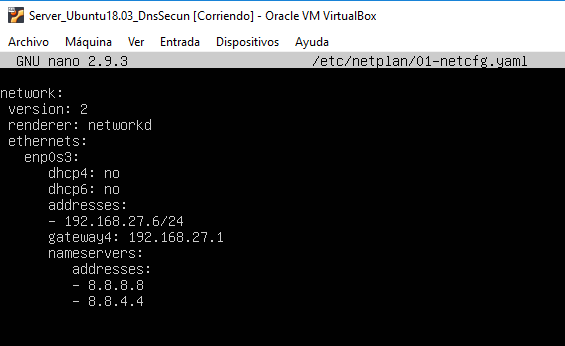 Server_Ubuntu18.03_DnsSecun [Corriendo] - Oracle VM VirtualBox
Archivo Máquina Ver Entrada Dispositivos Ayuda
GNU nano 2.9.3 /etc/netplan/01-netcfg.yaml
network:
version: 2
renderer: networkd
ethernets:
enp0s3:
dhcp4: no
dhcp6: no
addresses:
- 192.168.27.6/24
gateway4: 192.168.27.1
nameservers:
addresses:
- 8.8.8.8
- 8.8.4.4